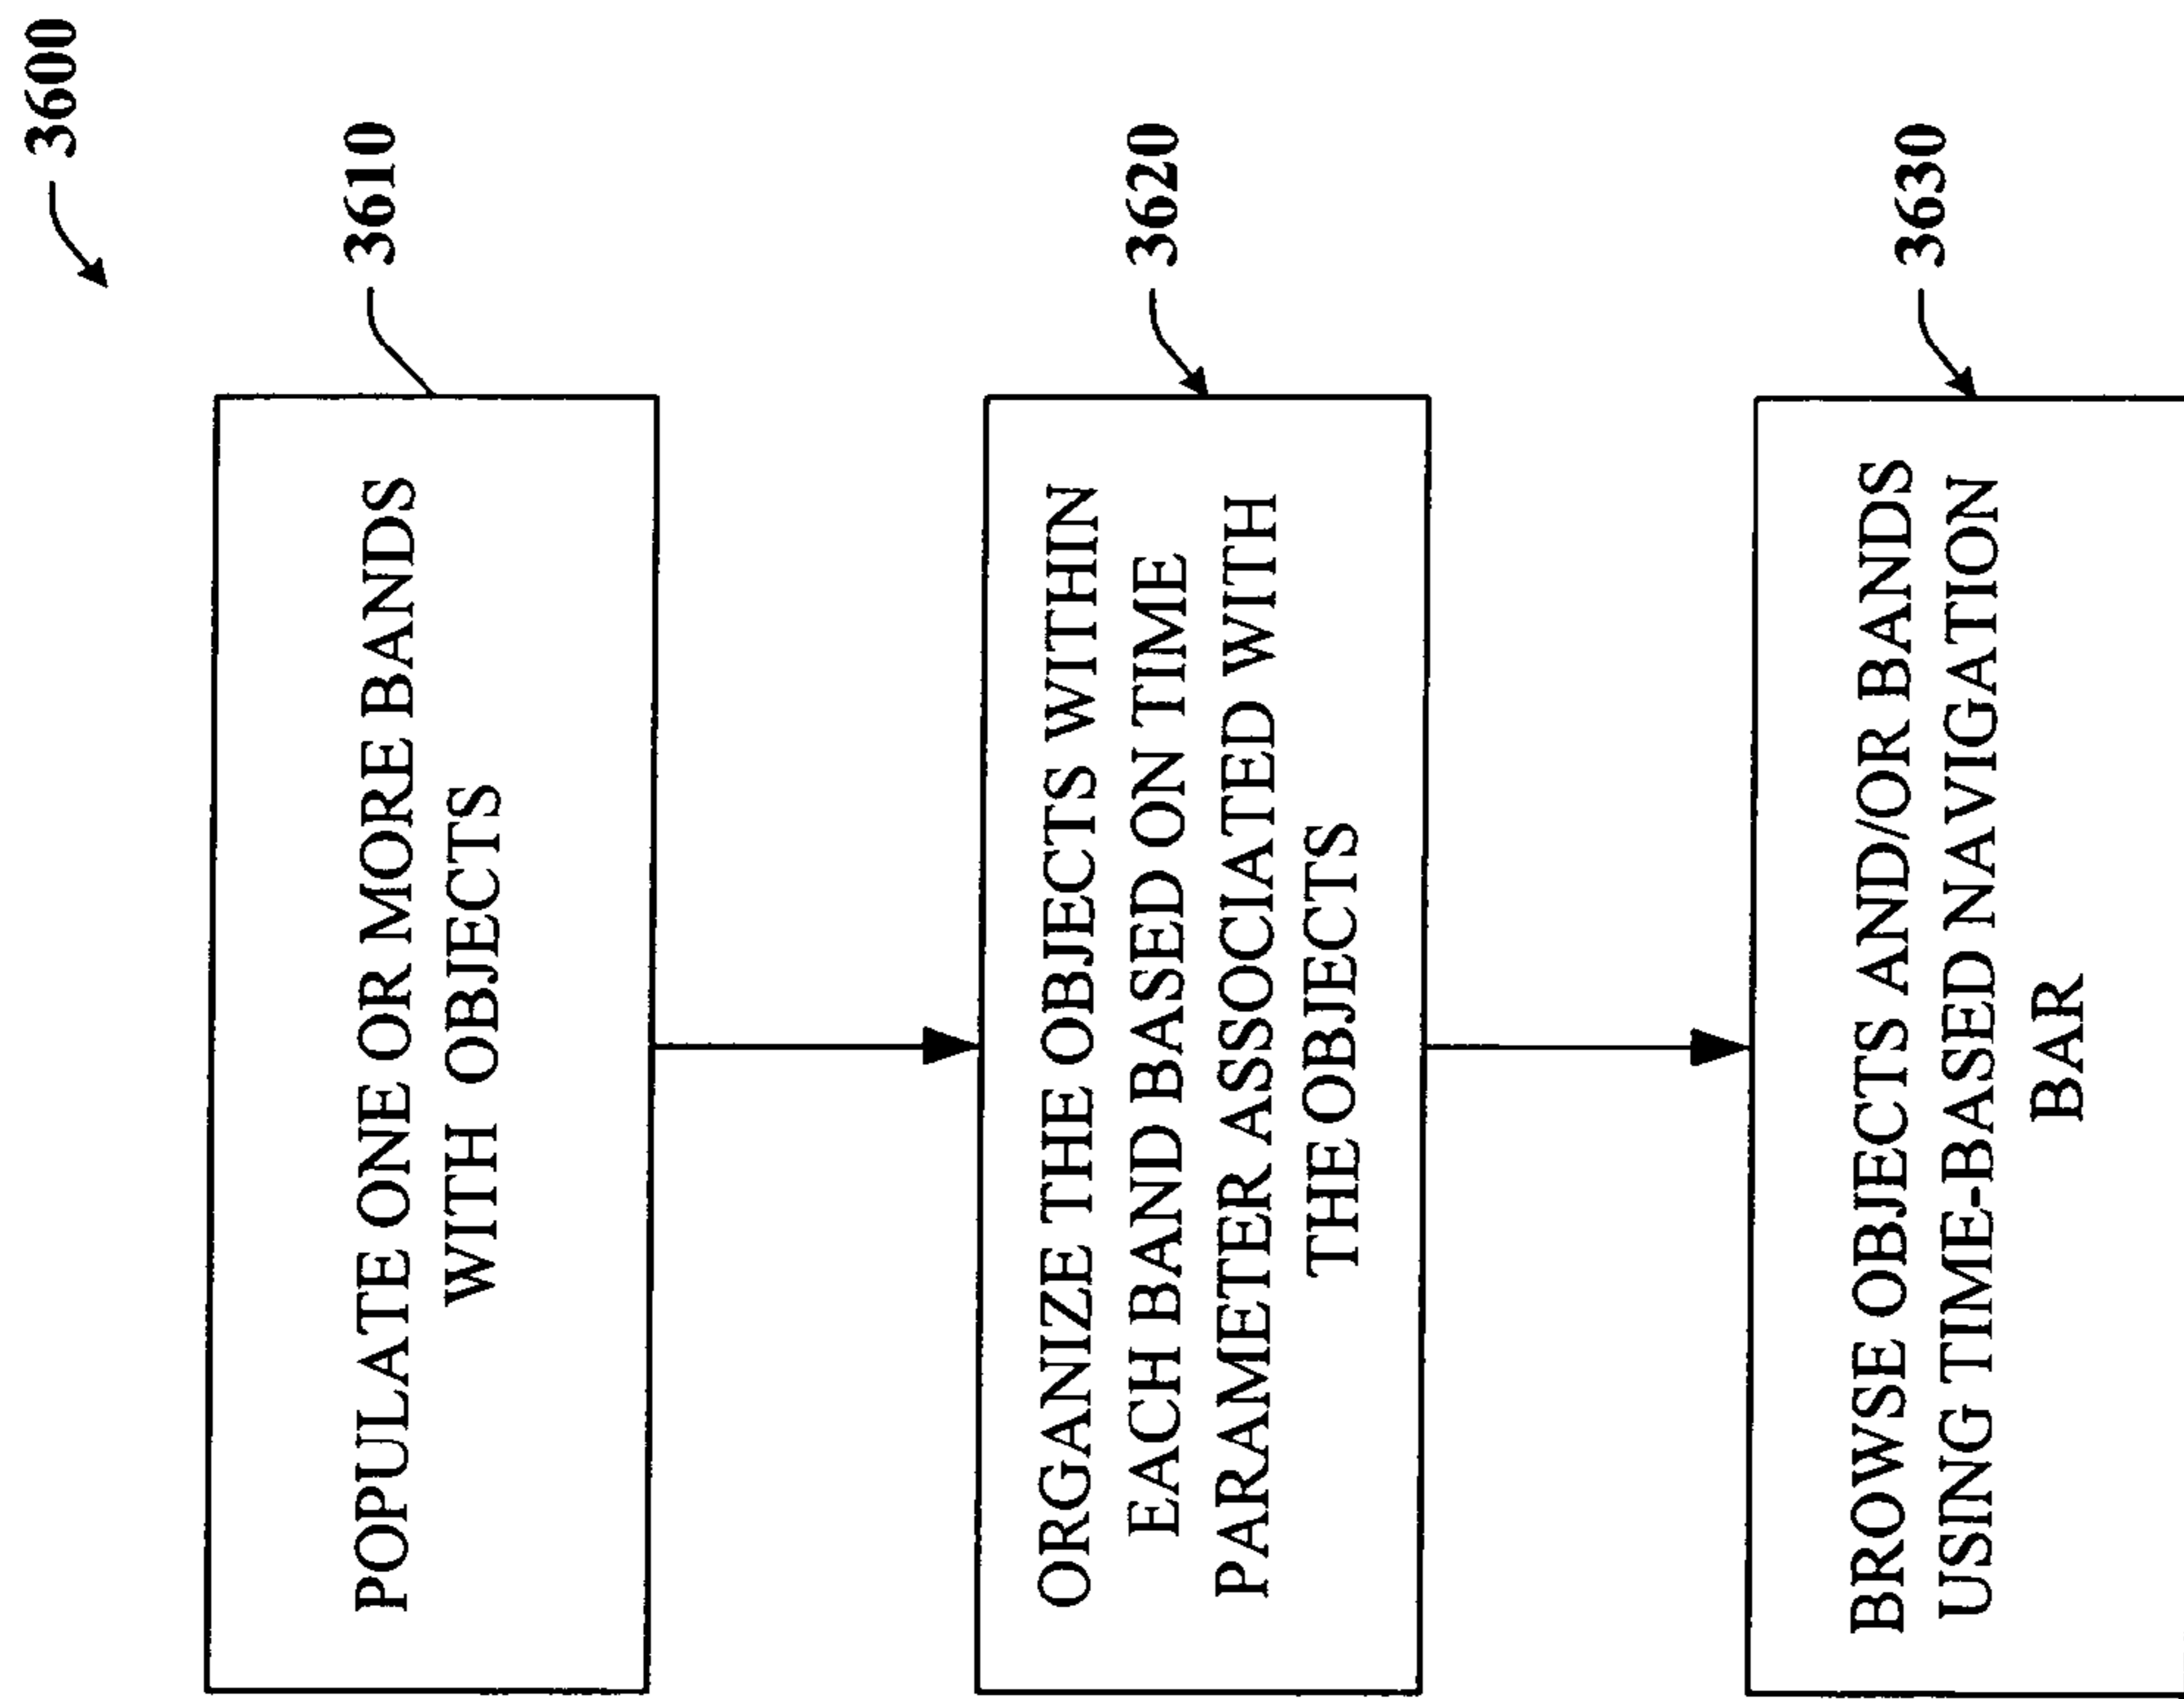 3600
3610
POPULATE ONE OR MORE BANDS
WITH OBJECTS
3620
ORGANIZE THE OBJECTS WITHIN
EACH BAND BASED ON TIME
PARAMETER ASSOCIATED WITH
THE OBJECTS
3630
BROWSE OBJECTS AND/OR BANDS
USING TIME-BASED NAVIGATION
BAR